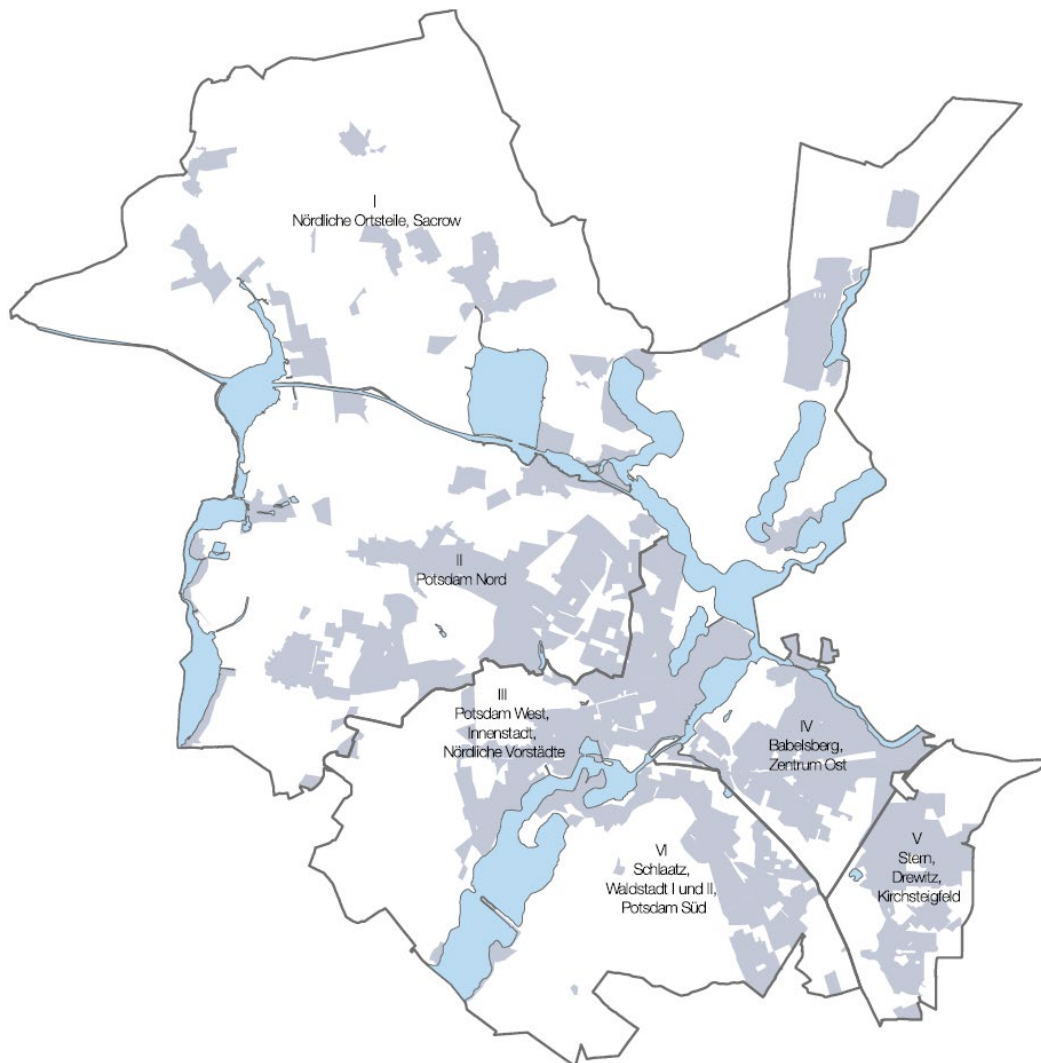 I
Nördliche Ortsteile, Sacrow
II
Potsdam Nord
III
Potsdam West,
Innenstadt,
Nördliche Vorstädte
IV
Babelsberg,
Zentrum Ost
V
Stern,
Drewitz,
Kirchsteigfeld
VI
Schlaatz,
Waldstadt I und II,
Potsdam Süd